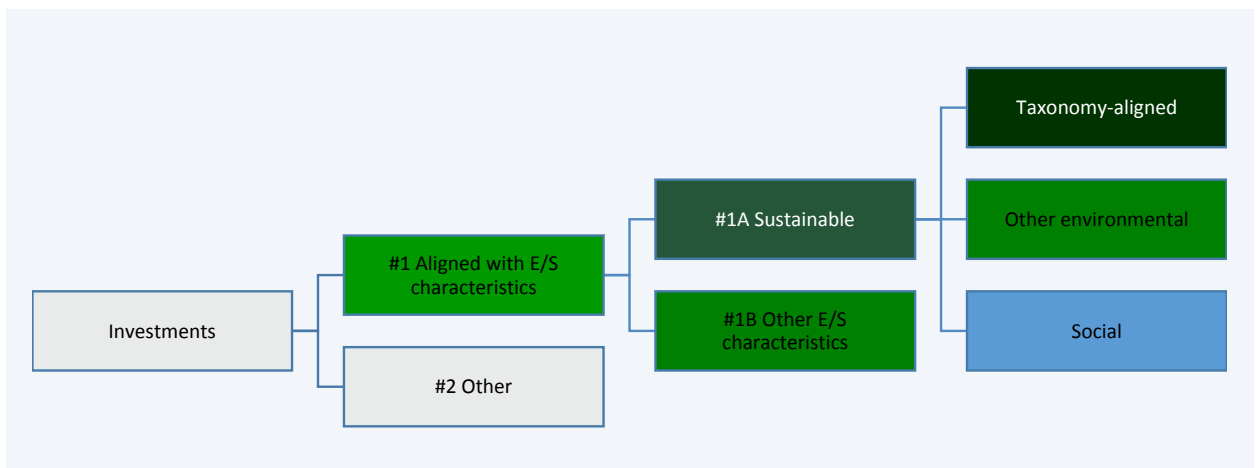 Investments
#1 Aligned with E/S
characteristics
#2 Other
#1A Sustainable
#1B Other E/S
characteristics
Taxonomy-aligned
Other environmental
Social